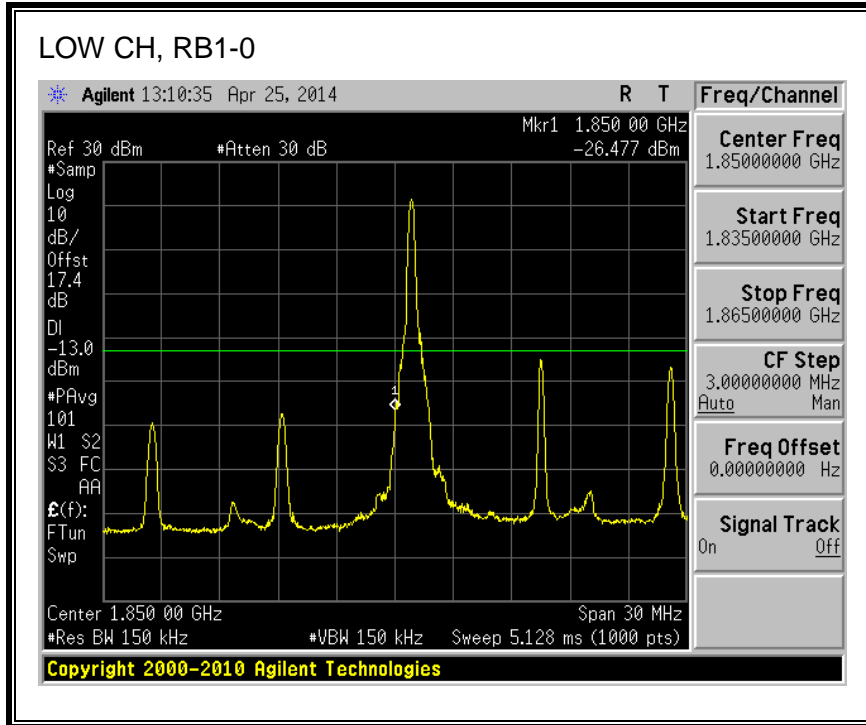 LOW CH, RB1-0
Agilent 13:10:35 Apr 25, 2014 R T
Freq/Channel
Mkr1 1.850 00 GHz
Ref 30 dBm #Atten 30 dB -26.477 dBm
#Samp
Log
10
dB/
Offst
17.4
dB
DI
-13.0
dBm
#PAvg
101
W1 S2
S3 FC
AA
£(f):
FTun
Swp
1
Center 1.850 00 GHz Span 30 MHz
#Res BW 150 kHz #VBW 150 kHz Sweep 5.128 ms (1000 pts)
Center Freq
1.85000000 GHz
Start Freq
1.83500000 GHz
Stop Freq
1.86500000 GHz
CF Step
3.00000000 MHz
Auto Man
Freq Offset
0.00000000 Hz
Signal Track
On Off
Copyright 2000-2010 Agilent Technologies